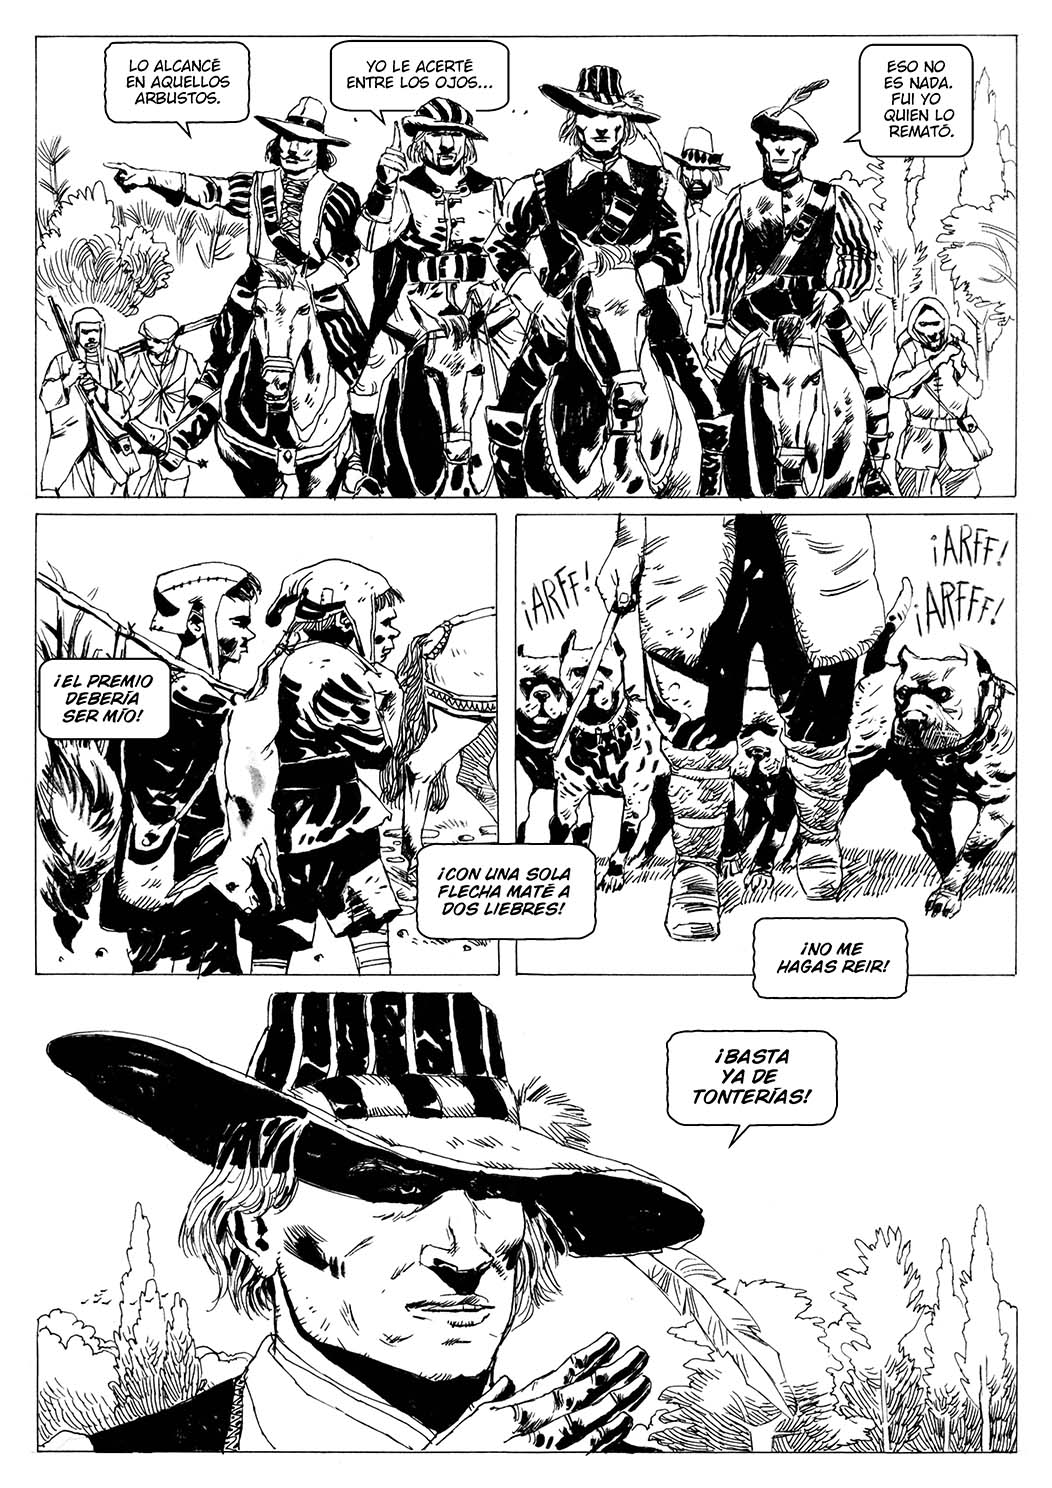 LO ALCANCÉ
EN AQUELLOS
ARBUSTOS.
YO LE ACERTÉ
ENTRE LOS OJOS...
ESO NO
ES NADA.
FUI YO
QUIEN LO
REMATÓ.
¡EL PREMIO
DEBERÍA
SER MÍO!
¡CON UNA SOLA
FLECHA MATÉ A
DOS LIEBRES!
¡ARFF!
¡ARFF!
¡ARFFF!
¡NO ME
HAGAS REIR!
¡BASTA
YA DE
TONTERÍAS!